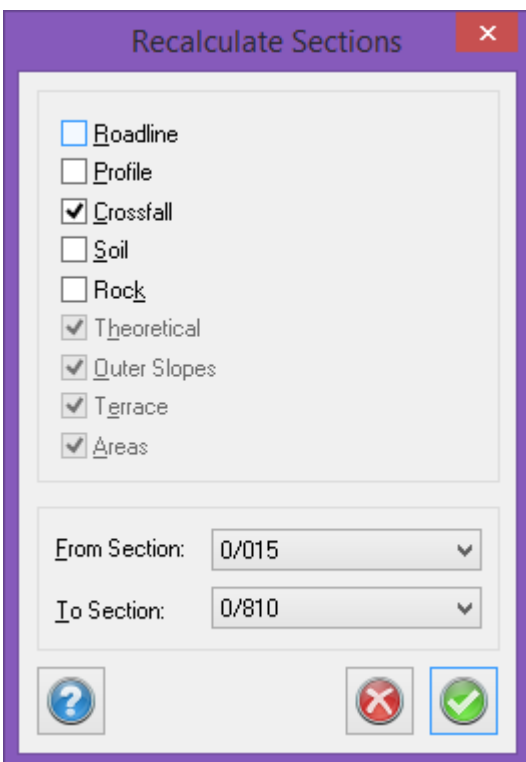 Recalculate Sections
Roadline
Profile
Crossfall
Soil
Rock
Theoretical
Outer Slopes
Terrace
Areas
From Section: 0/015
To Section: 0/810